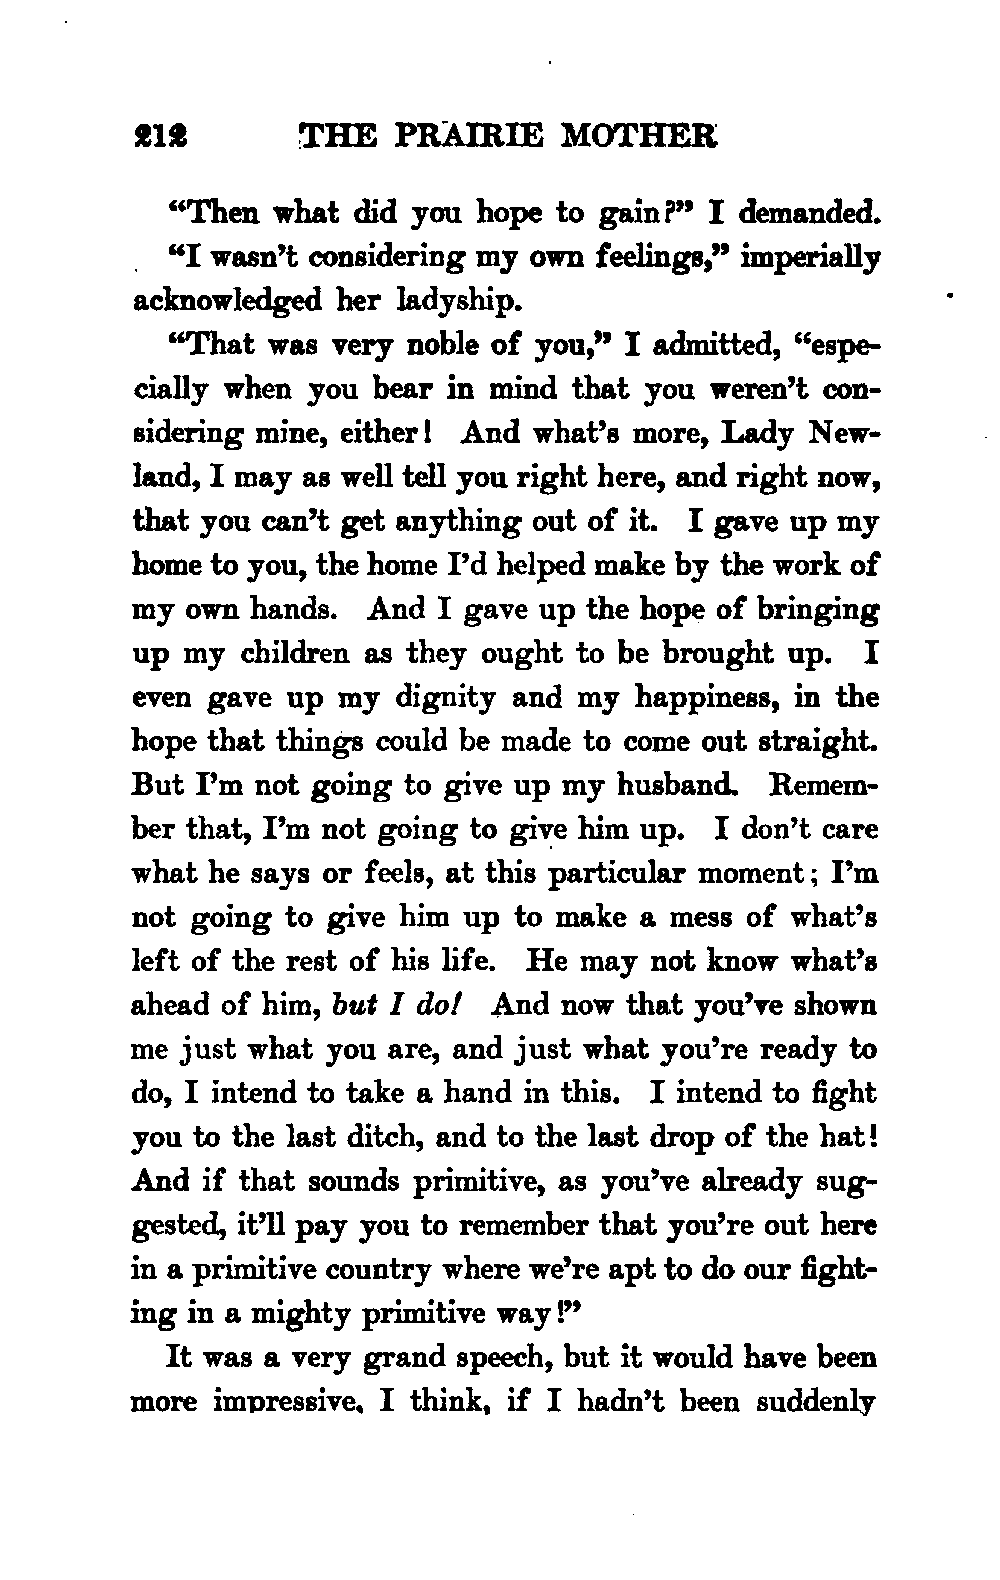 212 THE PRAIRIE MOTHER
“Then what did you hope to gain?” I demanded.
“I wasn’t considering my own feelings,” imperially
acknowledged her ladyship.
“That was very noble of you,” I admitted, “espe-
cially when you bear in mind that you weren’t con-
sidering mine, either! And what’s more, Lady New-
land, I may as well tell you right here, and right now,
that you can’t get anything out of it. I gave up my
home to you, the home I’d helped make by the work of
my own hands. And I gave up the hope of bringing
up my children as they ought to be brought up. I
even gave up my dignity and my happiness, in the
hope that things could be made to come out straight.
But I’m not going to give up my husband. Remem-
ber that, I’m not going to give him up. I don’t care
what he says or feels, at this particular moment; I’m
not going to give him up to make a mess of what’s
left of the rest of his life. He may not know what’s
ahead of him, but I do! And now that you’ve shown
me just what you are, and just what you’re ready to
do, I intend to take a hand in this. I intend to fight
you to the last ditch, and to the last drop of the hat!
And if that sounds primitive, as you’ve already sug-
gested, it’ll pay you to remember that you’re out here
in a primitive country where we’re apt to do our fight-
ing in a mighty primitive way!”
It was a very grand speech, but it would have been
more impressive, I think, if I hadn’t been suddenly